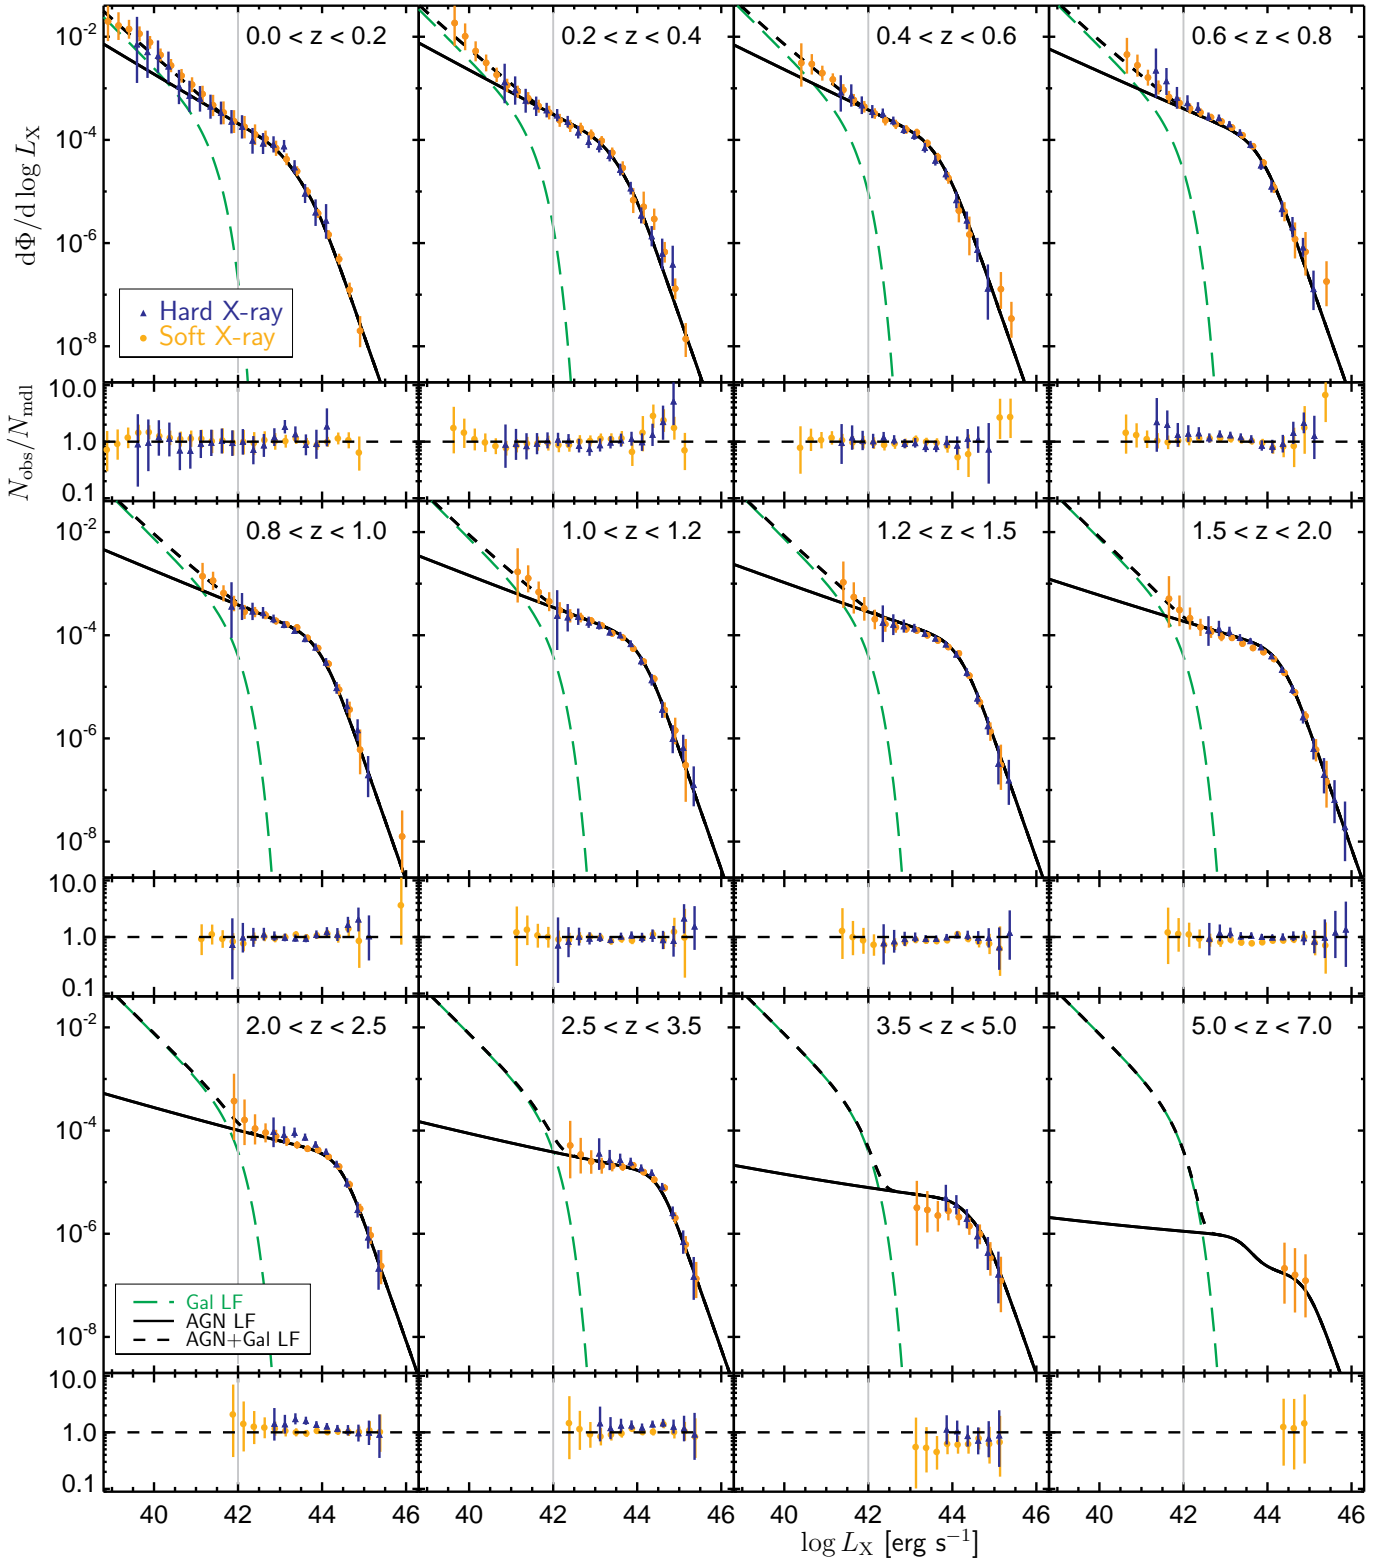 0.0 < z < 0.2
0.2 < z < 0.4
0.4 < z < 0.6
0.6 < z < 0.8
10⁻²
10⁻⁴
10⁻⁶
10⁻⁸
dΦ/d log L_X
Hard X-ray
Soft X-ray
10.0
1.0
0.1
N_obs/N_mdl
0.8 < z < 1.0
1.0 < z < 1.2
1.2 < z < 1.5
1.5 < z < 2.0
10⁻²
10⁻⁴
10⁻⁶
10⁻⁸
10.0
1.0
0.1
2.0 < z < 2.5
2.5 < z < 3.5
3.5 < z < 5.0
5.0 < z < 7.0
10⁻²
10⁻⁴
10⁻⁶
10⁻⁸
Gal LF
AGN LF
AGN+Gal LF
10.0
1.0
0.1
40 42 44 46 40 42 44 46 40 42 44 46 40 42 44 46
log L_X [erg s⁻¹]